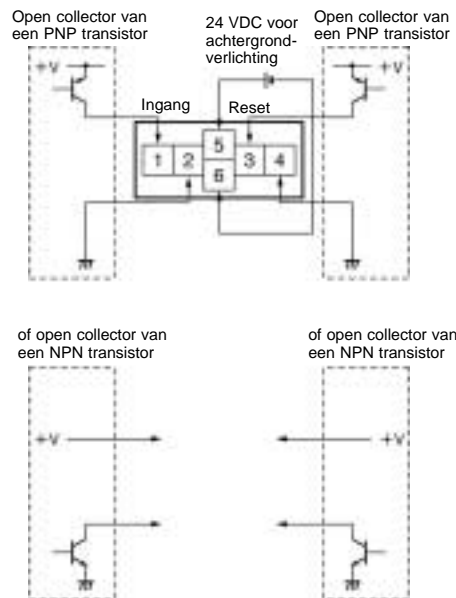 Open collector van
een PNP transistor
24 VDC voor
achtergrond-
verlichting
Open collector van
een PNP transistor
+V
+V
Ingang
Reset
1
2
5
6
3
4
of open collector van
een NPN transistor
of open collector van
een NPN transistor
+V
+V